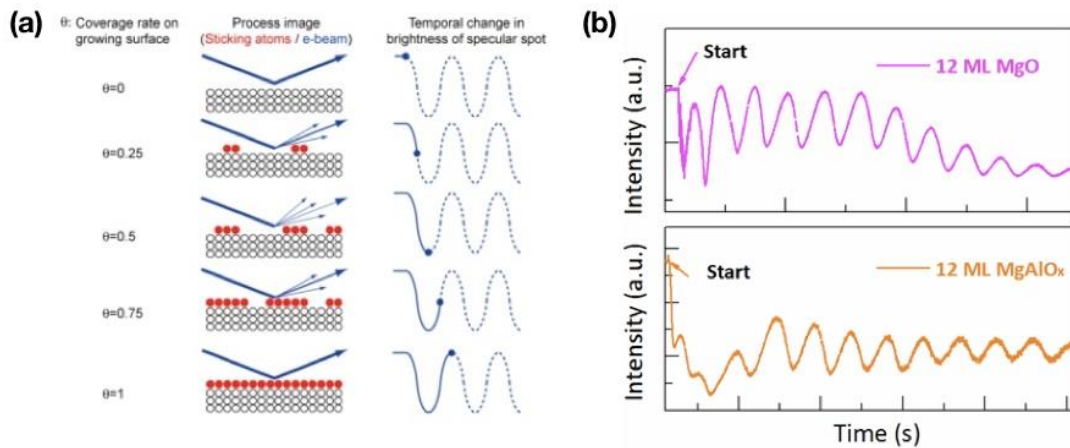 (a)
θ: Coverage rate on
growing surface
Process image
(Sticking atoms / e-beam)
Temporal change in
brightness of specular spot
θ=0
θ=0.25
θ=0.5
θ=0.75
θ=1
(b)
Start
12 ML MgO
Intensity (a.u.)
Start
12 ML MgAlOx
Intensity (a.u.)
Time (s)